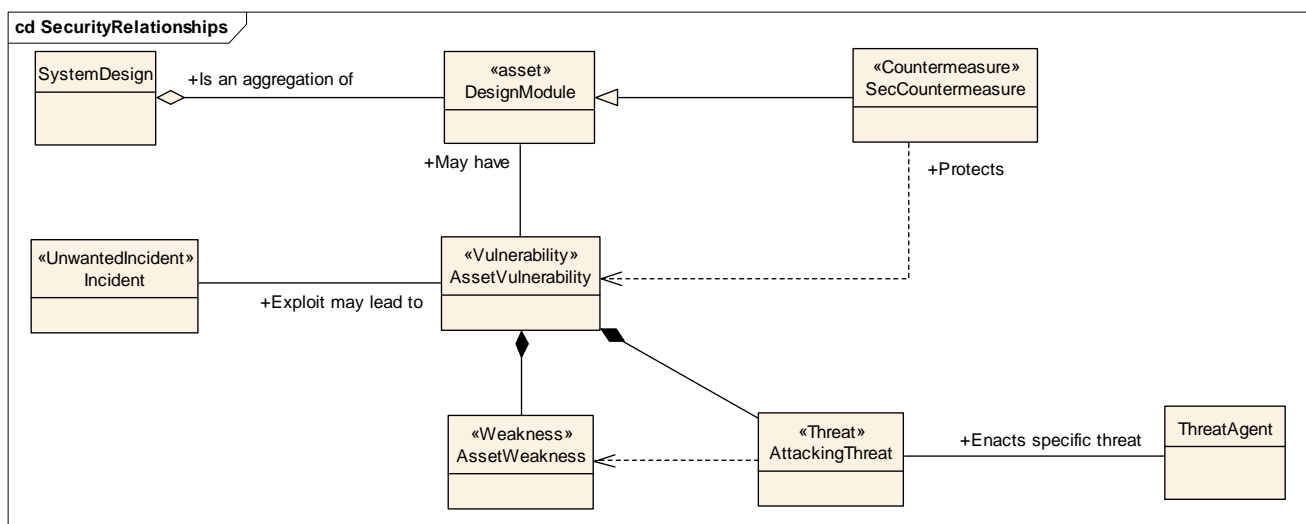 cd SecurityRelationships
SystemDesign
+Is an aggregation of
«asset»
DesignModule
«Countermeasure»
SecCountermeasure
+May have
+Protects
«UnwantedIncident»
Incident
+Exploit may lead to
«Vulnerability»
AssetVulnerability
«Weakness»
AssetWeakness
«Threat»
AttackingThreat
+Enacts specific threat
ThreatAgent